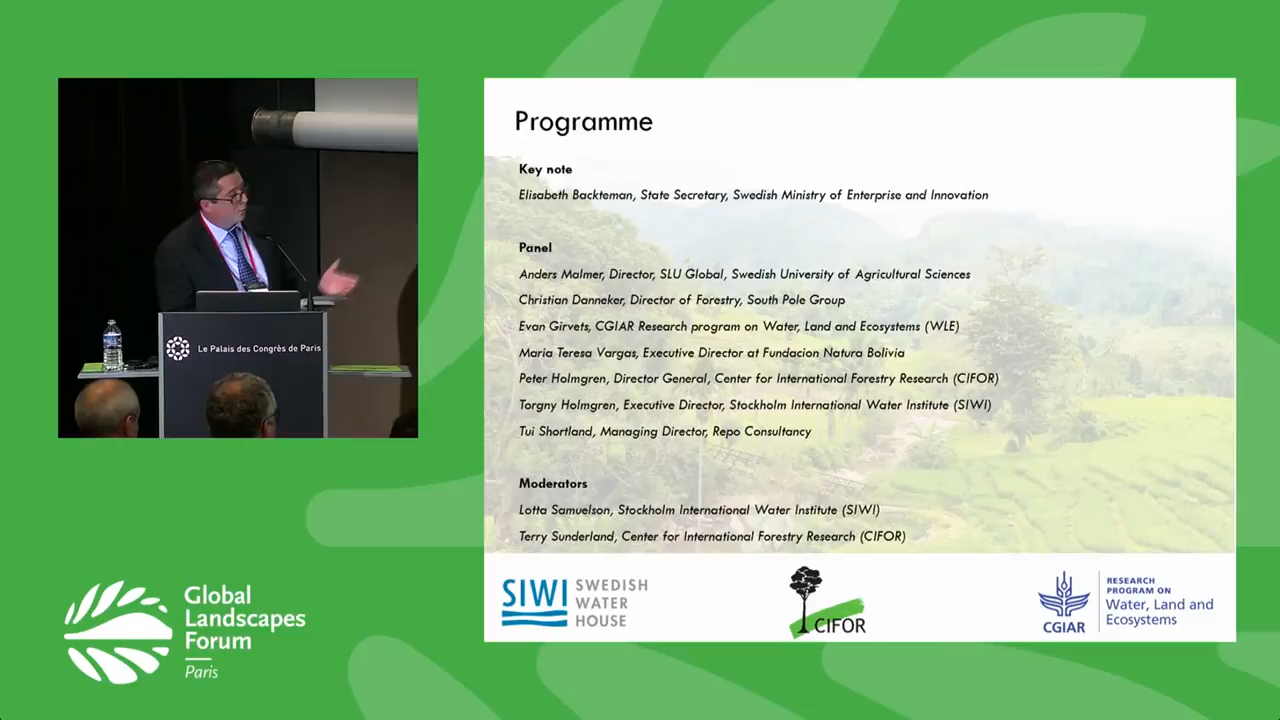 Le Palais des Congrès de Paris
Programme
Key note
Elisabeth Backteman, State Secretary, Swedish Ministry of Enterprise and Innovation
Panel
Anders Malmer, Director, SLU Global, Swedish University of Agricultural Sciences
Christian Danneker, Director of Forestry, South Pole Group
Evan Girvets, CGIAR Research program on Water, Land and Ecosystems (WLE)
Maria Teresa Vargas, Executive Director at Fundacion Natura Bolivia
Peter Holmgren, Director General, Center for International Forestry Research (CIFOR)
Torgny Holmgren, Executive Director, Stockholm International Water Institute (SIWI)
Tui Shortland, Managing Director, Repo Consultancy
Moderators
Lotta Samuelson, Stockholm International Water Institute (SIWI)
Terry Sunderland, Center for International Forestry Research (CIFOR)
SIWI
SWEDISH
WATER
HOUSE
CIFOR
CGIAR
RESEARCH
PROGRAM ON
Water, Land and
Ecosystems
Global
Landscapes
Forum
Paris